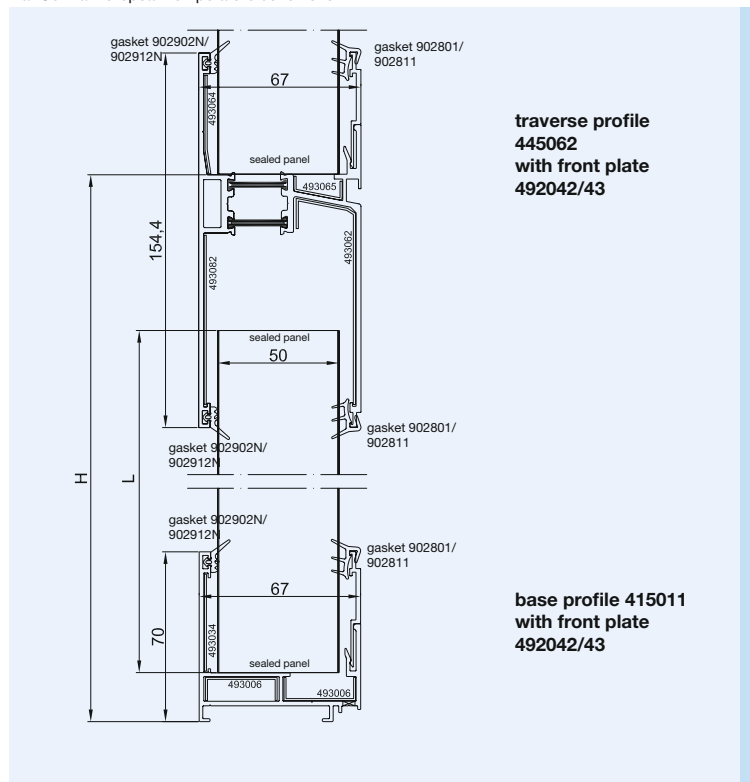 gasket 902902N/
902912N
gasket 902801/
902811
67
493064
sealed panel
traverse profile
445062
with front plate
492042/43
493065
154,4
493082
493062
sealed panel
50
gasket 902902N/
902912N
gasket 902801/
902811
H
L
gasket 902902N/
902912N
gasket 902801/
902811
67
70
493034
sealed panel
493006
493006
base profile 415011
with front plate
492042/43